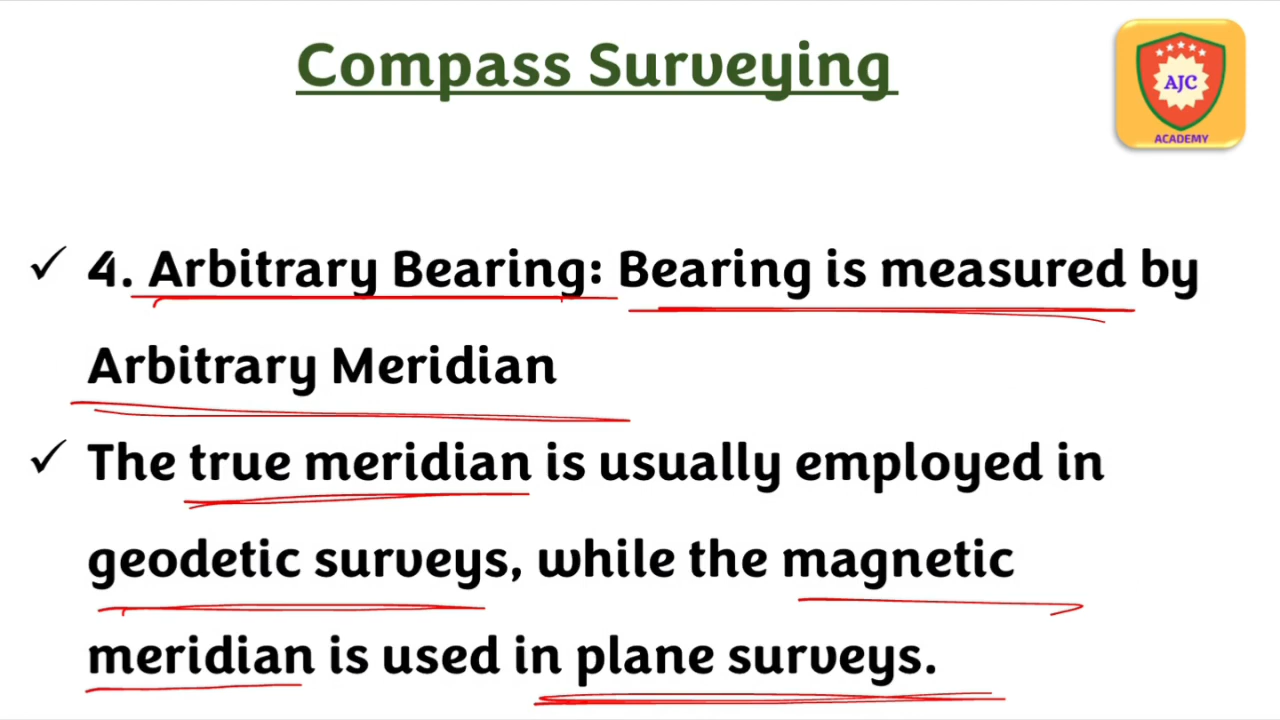 Compass Surveying
AJC
ACADEMY
✓ 4. Arbitrary Bearing: Bearing is measured by
Arbitrary Meridian
✓ The true meridian is usually employed in
geodetic surveys, while the magnetic
meridian is used in plane surveys.